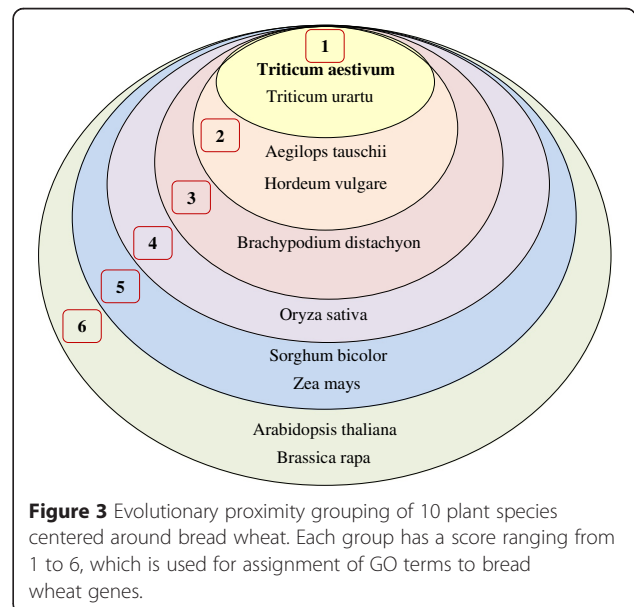 1
Triticum aestivum
Triticum urartu
2
Aegilops tauschii
Hordeum vulgare
3
Brachypodium distachyon
4
Oryza sativa
5
Sorghum bicolor
6
Zea mays
Arabidopsis thaliana
Brassica rapa
Figure 3 Evolutionary proximity grouping of 10 plant species
centered around bread wheat. Each group has a score ranging from
1 to 6, which is used for assignment of GO terms to bread
wheat genes.